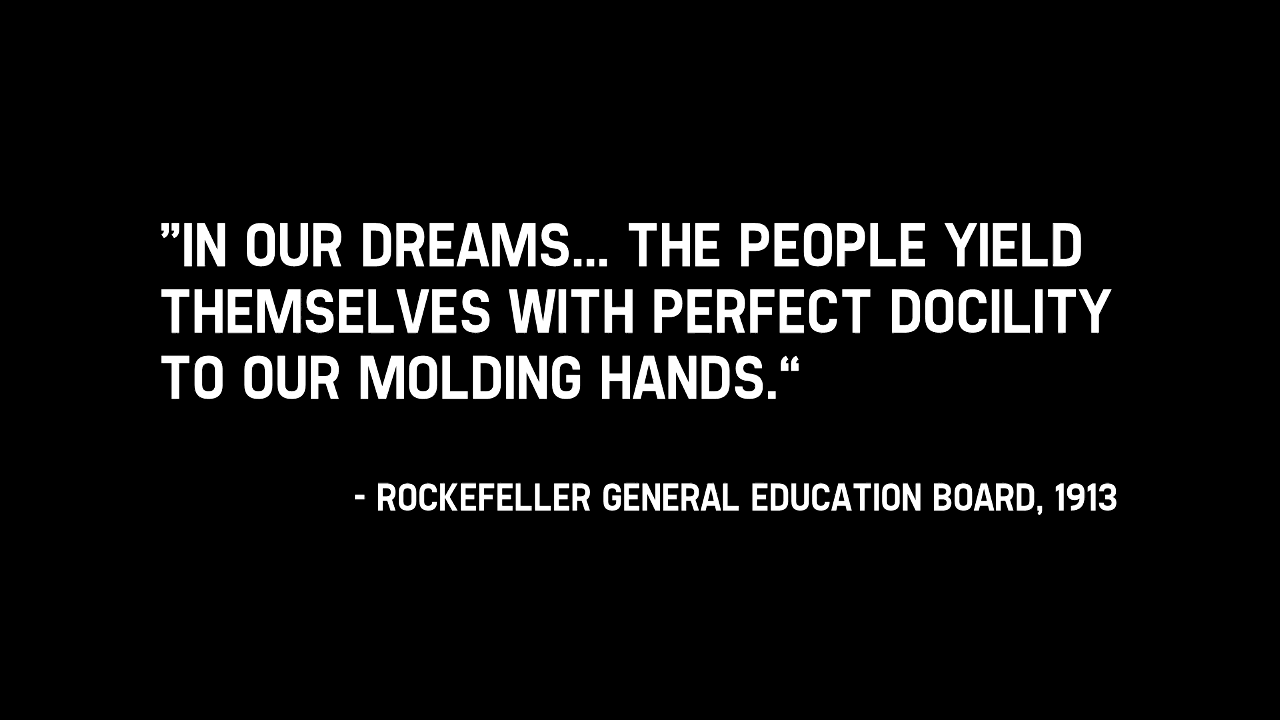 ”IN OUR DREAMS... THE PEOPLE YIELD
THEMSELVES WITH PERFECT DOCILITY
TO OUR MOLDING HANDS.“
- ROCKEFELLER GENERAL EDUCATION BOARD, 1913